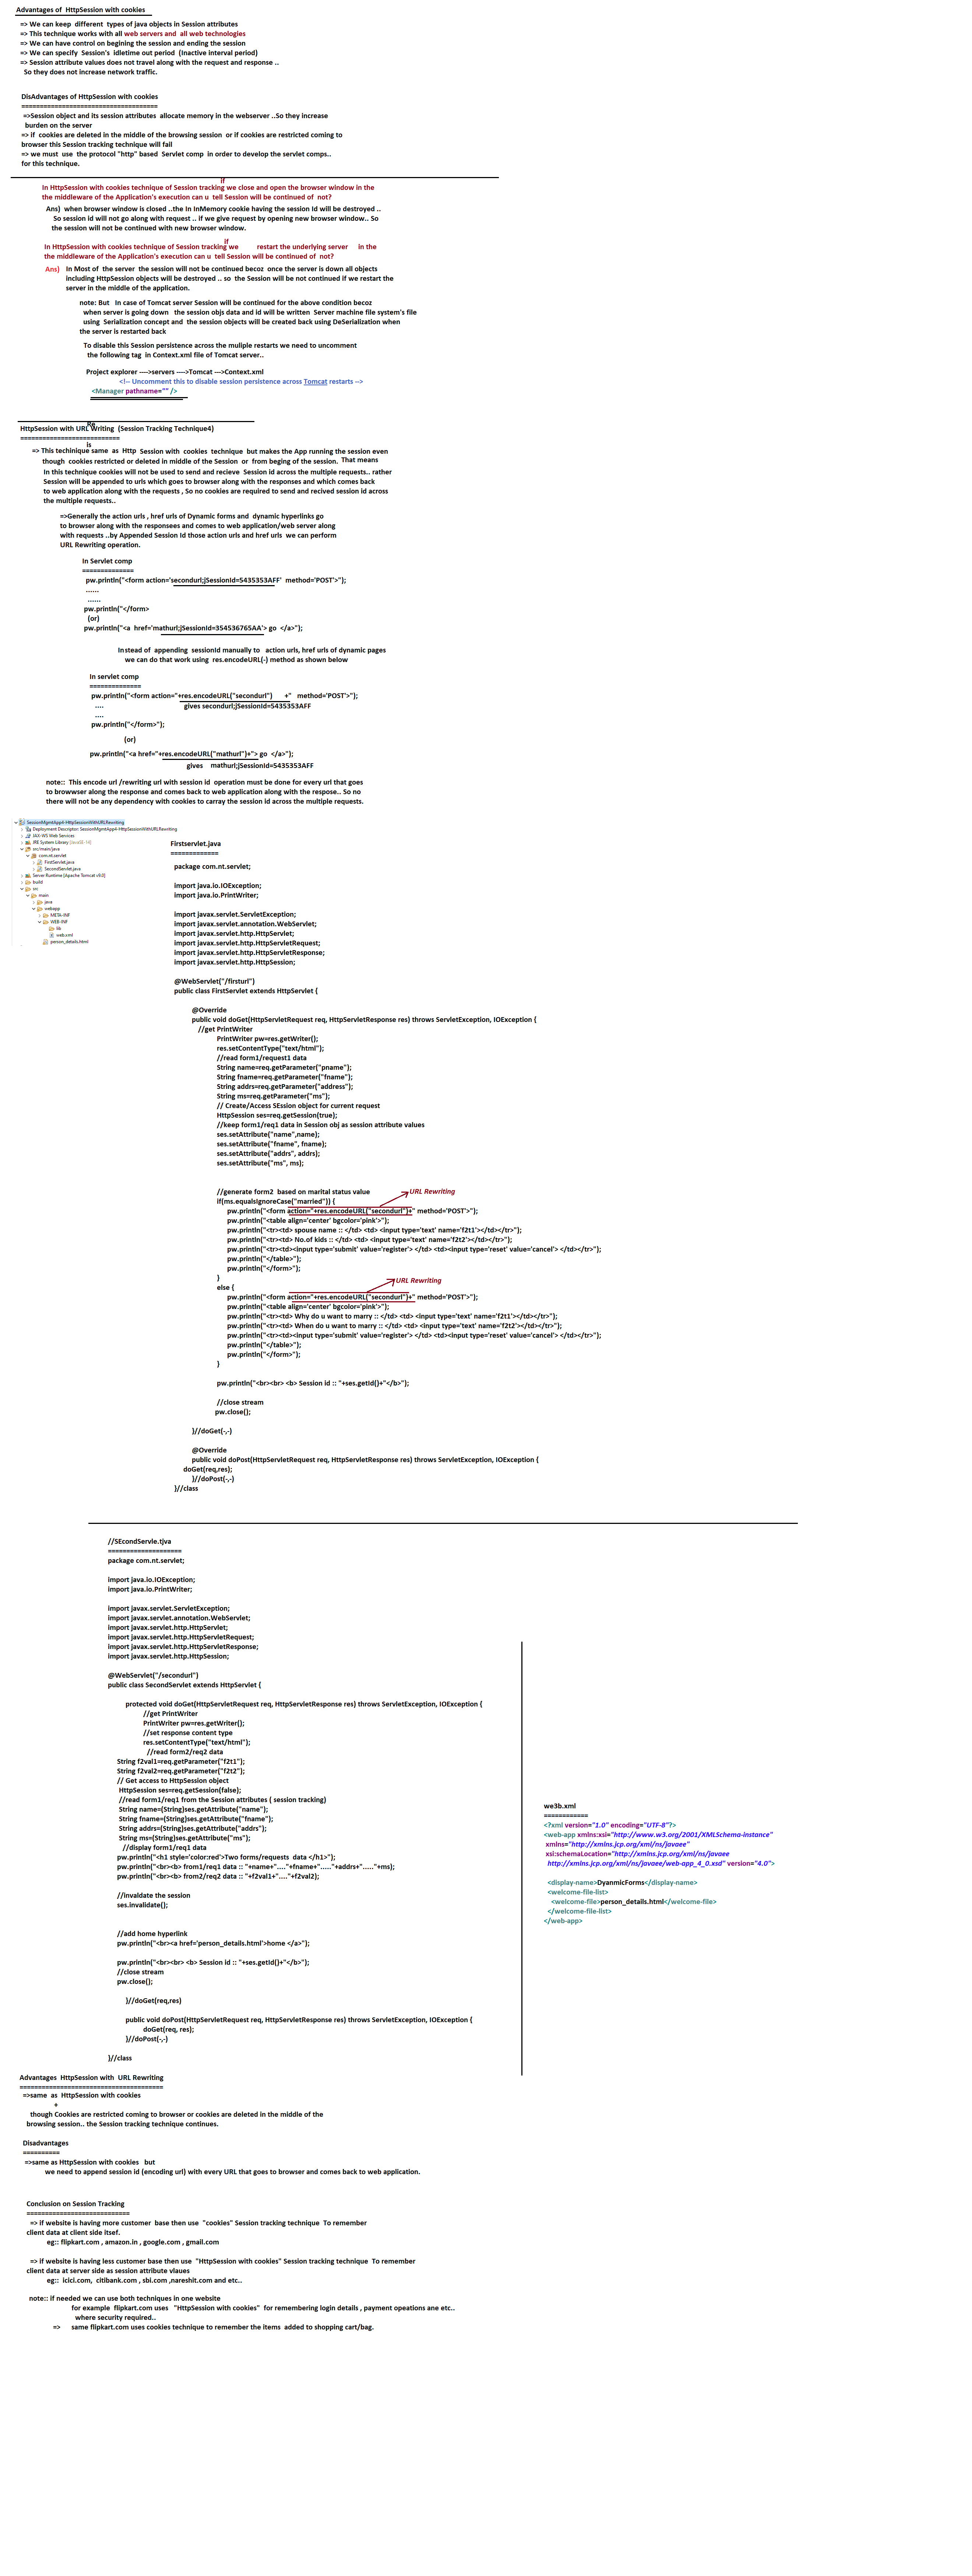 Advantages of  HttpSession with cookies
=> We can keep  different  types of java objects in Session attributes
=> This technique works with all web servers and  all web technologies
=> We can have control on begining the session and ending the session
=> We can specify  Session's  idletime out period  (Inactive interval period)
=> Session attribute values does not travel along with the request and response ..
So they does not increase network traffic.
DisAdvantages of HttpSession with cookies
=====================================
=>Session object and its session attributes  allocate memory in the webserver ..So they increase
burden on the server
=> if  cookies are deleted in the middle of the browsing session  or if cookies are restricted coming to
browser this Session tracking technique will fail
=> we must  use  the protocol "http" based  Servlet comp  in order to develop the servlet comps..
for this technique.
if
In HttpSession with cookies technique of Session tracking we close and open the browser window in the
the middleware of the Application's execution can u  tell Session will be continued of  not?
Ans)  when browser window is closed ..the In InMemory cookie having the session Id will be destroyed ..
So session id will not go along with request .. if we give request by opening new browser window.. So
the session will not be continued with new browser window.
if
In HttpSession with cookies technique of Session tracking we          restart the underlying server     in the
the middleware of the Application's execution can u  tell Session will be continued of  not?
Ans)   In Most of  the server  the session will not be continued becoz  once the server is down all objects
including HttpSession objects will be destroyed .. so  the Session will be not continued if we restart the
server in the middle of the application.
note: But   In case of Tomcat server Session will be continued for the above condition becoz
when server is going down   the session objs data and id will be written  Server machine file system's file
using  Serialization concept and  the session objects will be created back using DeSerialization when
the server is restarted back
To disable this Session persistence across the muliple restarts we need to uncomment
the following tag  in Context.xml file of Tomcat server..
Project explorer ---->servers ---->Tomcat --->Context.xml
<!-- Uncomment this to disable session persistence across Tomcat restarts -->
<Manager pathname="" />
Re
HttpSession with URL Writing  (Session Tracking Technique4)
===========================
is
=> This techinique same  as  Http  Session with  cookies  technique  but makes the App running the session even
though  cookies restricted or deleted in middle of the Session  or  from beging of the session.  That means
In this technique cookies will not be used to send and recieve  Session id across the multiple requests.. rather
Session will be appended to urls which goes to browser along with the responses and which comes back
to web application along with the requests , So no cookies are required to send and recived session id across
the multiple requests..
=>Generally the action urls , href urls of Dynamic forms and  dynamic hyperlinks go
to browser along with the responsees and comes to web application/web server along
with requests ..by Appended Session Id those action urls and href urls  we can perform
URL Rewriting operation.
In Servlet comp
==============
pw.println("<form action='secondurl;jSessionId=5435353AFF'  method='POST'>");
......
......
pw.println("</form>
(or)
pw.println("<a  href='mathurl;jSessionId=354536765AA'> go  </a>");
Instead of  appending  sessionId manually to   action urls, href urls of dynamic pages
we can do that work using  res.encodeURL(-) method as shown below
In servlet comp
==============
pw.println("<form action="+res.encodeURL("secondurl")      +"   method='POST'>");
....   gives secondurl;jSessionId=5435353AFF
....
pw.println("</form>");
(or)
pw.println("<a href="+res.encodeURL("mathurl")+"> go  </a>");
gives    mathurl;jSessionId=5435353AFF
note::  This encode url /rewriting url with session id  operation must be done for every url that goes
to browswer along the response and comes back to web application along with the respose.. So no
there will not be any dependency with cookies to carray the session id across the multiple requests.
SessionMgmtApp4-HttpSessionWithURLRewriting
Deployment Descriptor: SessionMgmtApp4-HttpSessionWithURLRewriting
JAX-WS Web Services
JRE System Library [JavaSE-14]
src/main/java
com.nt.servlet
FirstServlet.java
SecondServlet.java
Server Runtime [Apache Tomcat v9.0]
build
src
main
java
webapp
META-INF
WEB-INF
lib
web.xml
person_details.html
Firstservlet.java
=============
package com.nt.servlet;
import java.io.IOException;
import java.io.PrintWriter;
import javax.servlet.ServletException;
import javax.servlet.annotation.WebServlet;
import javax.servlet.http.HttpServlet;
import javax.servlet.http.HttpServletRequest;
import javax.servlet.http.HttpServletResponse;
import javax.servlet.http.HttpSession;
@WebServlet("/firsturl")
public class FirstServlet extends HttpServlet {
@Override
public void doGet(HttpServletRequest req, HttpServletResponse res) throws ServletException, IOException {
//get PrintWriter
PrintWriter pw=res.getWriter();
res.setContentType("text/html");
//read form1/request1 data
String name=req.getParameter("pname");
String fname=req.getParameter("fname");
String addrs=req.getParameter("address");
String ms=req.getParameter("ms");
// Create/Access SEssion object for current request
HttpSession ses=req.getSession(true);
//keep form1/req1 data in Session obj as session attribute values
ses.setAttribute("name",name);
ses.setAttribute("fname", fname);
ses.setAttribute("addrs", addrs);
ses.setAttribute("ms", ms);
//generate form2  based on marital status value
URL Rewriting
if(ms.equalsIgnoreCase("married")) {
pw.println("<form action="+res.encodeURL("secondurl")+" method='POST'>");
pw.println("<table align='center' bgcolor='pink'>");
pw.println("<tr><td> spouse name :: </td> <td> <input type='text' name='f2t1'></td></tr>");
pw.println("<tr><td> No.of kids :: </td> <td> <input type='text' name='f2t2'></td></tr>");
pw.println("<tr><td><input type='submit' value='register'> </td> <td><input type='reset' value='cancel'> </td></tr>");
pw.println("</table>");
pw.println("</form>");
}
URL Rewriting
else {
pw.println("<form action="+res.encodeURL("secondurl")+" method='POST'>");
pw.println("<table align='center' bgcolor='pink'>");
pw.println("<tr><td> Why do u want to marry :: </td> <td> <input type='text' name='f2t1'></td></tr>");
pw.println("<tr><td> When do u want to marry :: </td> <td> <input type='text' name='f2t2'></td></tr>");
pw.println("<tr><td><input type='submit' value='register'> </td> <td><input type='reset' value='cancel'> </td></tr>");
pw.println("</table>");
pw.println("</form>");
}
pw.println("<br><br> <b> Session id :: "+ses.getId()+"</b>");
//close stream
pw.close();
}//doGet(-,-)
@Override
public void doPost(HttpServletRequest req, HttpServletResponse res) throws ServletException, IOException {
doGet(req,res);
}//doPost(-,-)
}//class
//SEcondServle.tjva
====================
package com.nt.servlet;
import java.io.IOException;
import java.io.PrintWriter;
import javax.servlet.ServletException;
import javax.servlet.annotation.WebServlet;
import javax.servlet.http.HttpServlet;
import javax.servlet.http.HttpServletRequest;
import javax.servlet.http.HttpServletResponse;
import javax.servlet.http.HttpSession;
@WebServlet("/secondurl")
public class SecondServlet extends HttpServlet {
protected void doGet(HttpServletRequest req, HttpServletResponse res) throws ServletException, IOException {
//get PrintWriter
PrintWriter pw=res.getWriter();
//set response content type
res.setContentType("text/html");
//read form2/req2 data
String f2val1=req.getParameter("f2t1");
String f2val2=req.getParameter("f2t2");
// Get access to HttpSession object
HttpSession ses=req.getSession(false);
//read form1/req1 from the Session attributes ( session tracking)
String name=(String)ses.getAttribute("name");
String fname=(String)ses.getAttribute("fname");
String addrs=(String)ses.getAttribute("addrs");
String ms=(String)ses.getAttribute("ms");
//display form1/req1 data
pw.println("<h1 style='color:red'>Two forms/requests  data </h1>");
pw.println("<br><b> from1/req1 data :: "+name+"...."+fname+"....."+addrs+"....."+ms);
pw.println("<br><b> from2/req2 data :: "+f2val1+"...."+f2val2);
//invaldate the session
ses.invalidate();
//add home hyperlink
pw.println("<br><a href='person_details.html'>home </a>");
pw.println("<br><br> <b> Session id :: "+ses.getId()+"</b>");
//close stream
pw.close();
}//doGet(req,res)
public void doPost(HttpServletRequest req, HttpServletResponse res) throws ServletException, IOException {
doGet(req, res);
}//doPost(-,-)
}//class
we3b.xml
============
<?xml version="1.0" encoding="UTF-8"?>
<web-app xmlns:xsi="http://www.w3.org/2001/XMLSchema-instance"
xmlns="http://xmlns.jcp.org/xml/ns/javaee"
xsi:schemaLocation="http://xmlns.jcp.org/xml/ns/javaee
http://xmlns.jcp.org/xml/ns/javaee/web-app_4_0.xsd" version="4.0">
<display-name>DyanmicForms</display-name>
<welcome-file-list>
<welcome-file>person_details.html</welcome-file>
</welcome-file-list>
</web-app>
Advantages  HttpSession with  URL Rewriting
=======================================
=>same  as  HttpSession with cookies
+
though Cookies are restricted coming to browser or cookies are deleted in the middle of the
browsing session.. the Session tracking technique continues.
Disadvantages
==========
=>same as HttpSession with cookies   but
we need to append session id (encoding url) with every URL that goes to browser and comes back to web application.
Conclusion on Session Tracking
============================
=> if website is having more customer  base then use  "cookies" Session tracking technique  To remember
client data at client side itsef.
eg:: flipkart.com , amazon.in , google.com , gmail.com
=> if website is having less customer base then use  "HttpSession with cookies" Session tracking technique  To remember
client data at server side as session attribute vlaues
eg::  icici.com,  citibank.com , sbi.com ,nareshit.com and etc..
note:: if needed we can use both techniques in one website
for example  flipkart.com uses   "HttpSession with cookies"  for remembering login details , payment opeations ane etc..
where security required..
=>      same flipkart.com uses cookies technique to remember the items  added to shopping cart/bag.